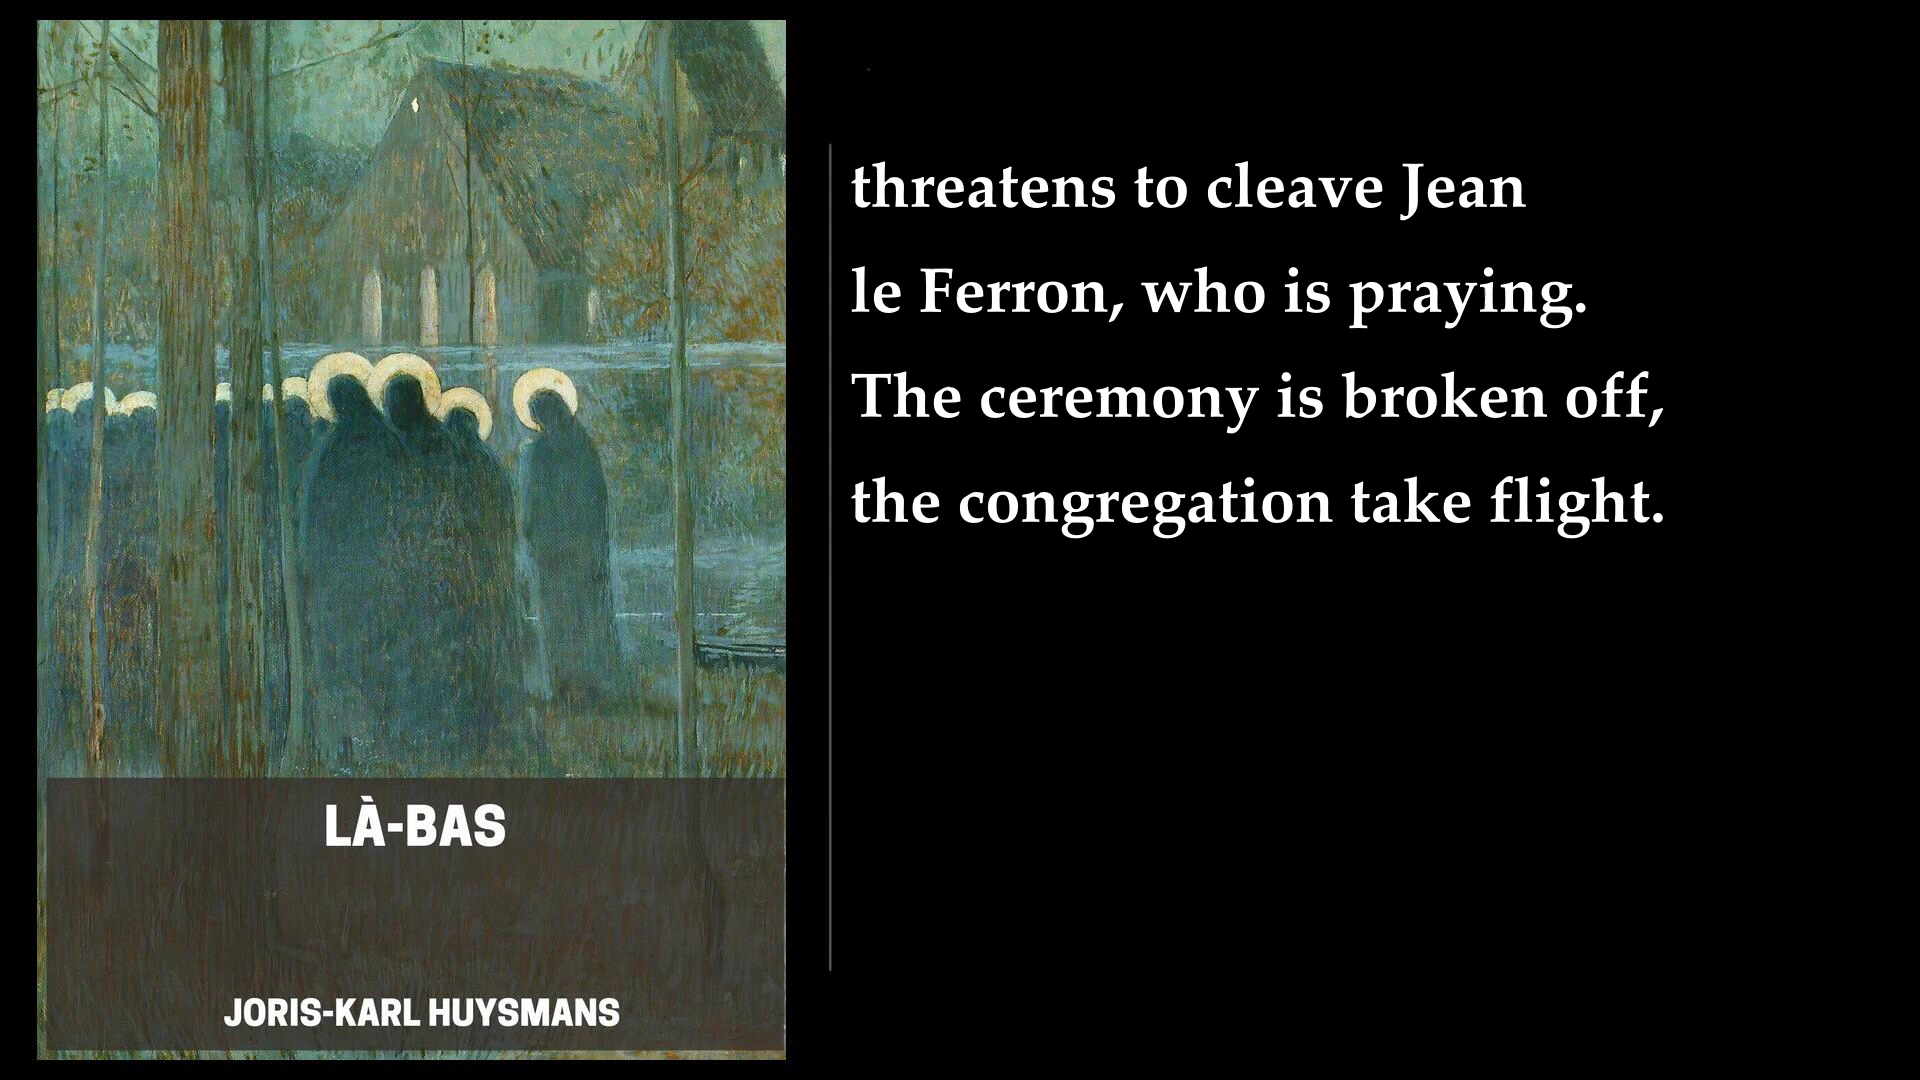 LÀ-BAS
JORIS-KARL HUYSMANS
threatens to cleave Jean
le Ferron, who is praying.
The ceremony is broken off,
the congregation take flight.